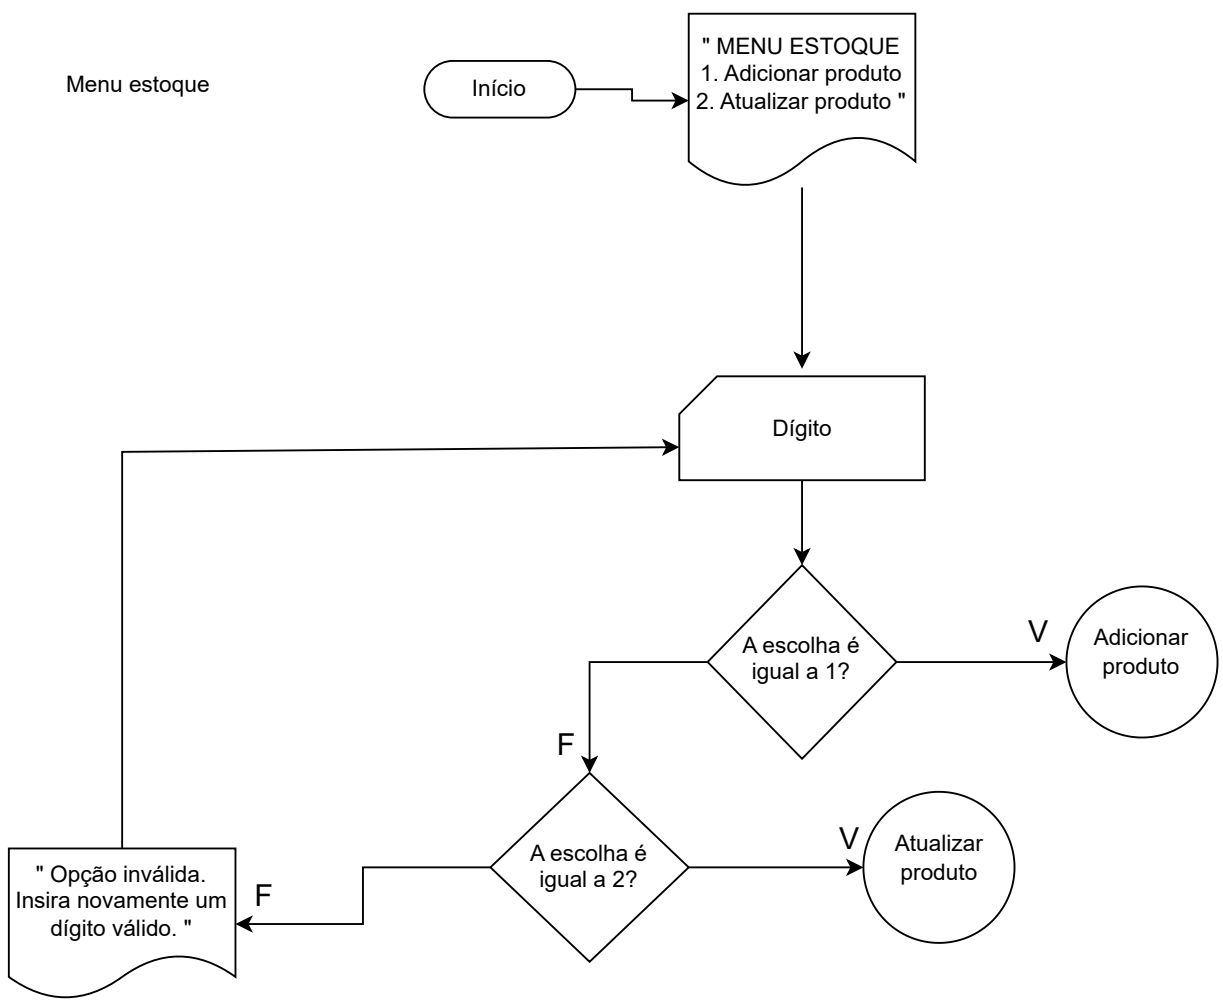 Menu estoque
Início
" MENU ESTOQUE
1. Adicionar produto
2. Atualizar produto "
Dígito
A escolha é
igual a 1?
V
Adicionar
produto
F
A escolha é
igual a 2?
V
Atualizar
produto
F
" Opção inválida.
Insira novamente um
dígito válido. "